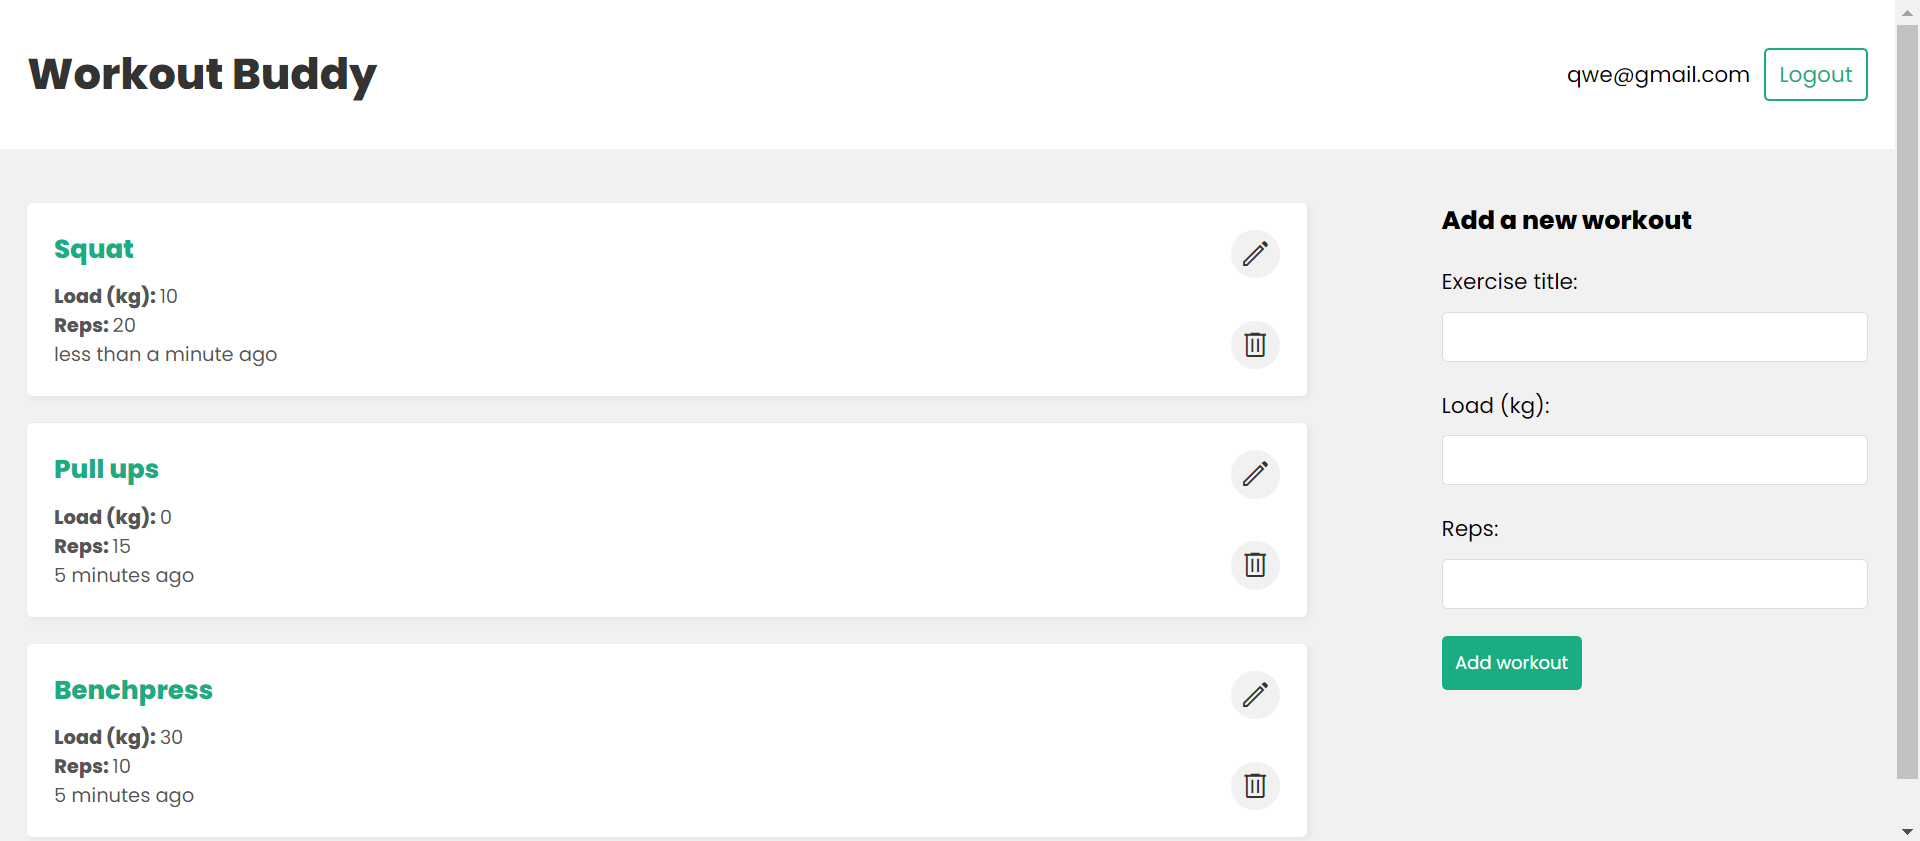 Workout Buddy
qwe@gmail.com
Logout
Squat
Load (kg): 10
Reps: 20
less than a minute ago
Pull ups
Load (kg): 0
Reps: 15
5 minutes ago
Benchpress
Load (kg): 30
Reps: 10
5 minutes ago
Add a new workout
Exercise title:
Load (kg):
Reps:
Add workout